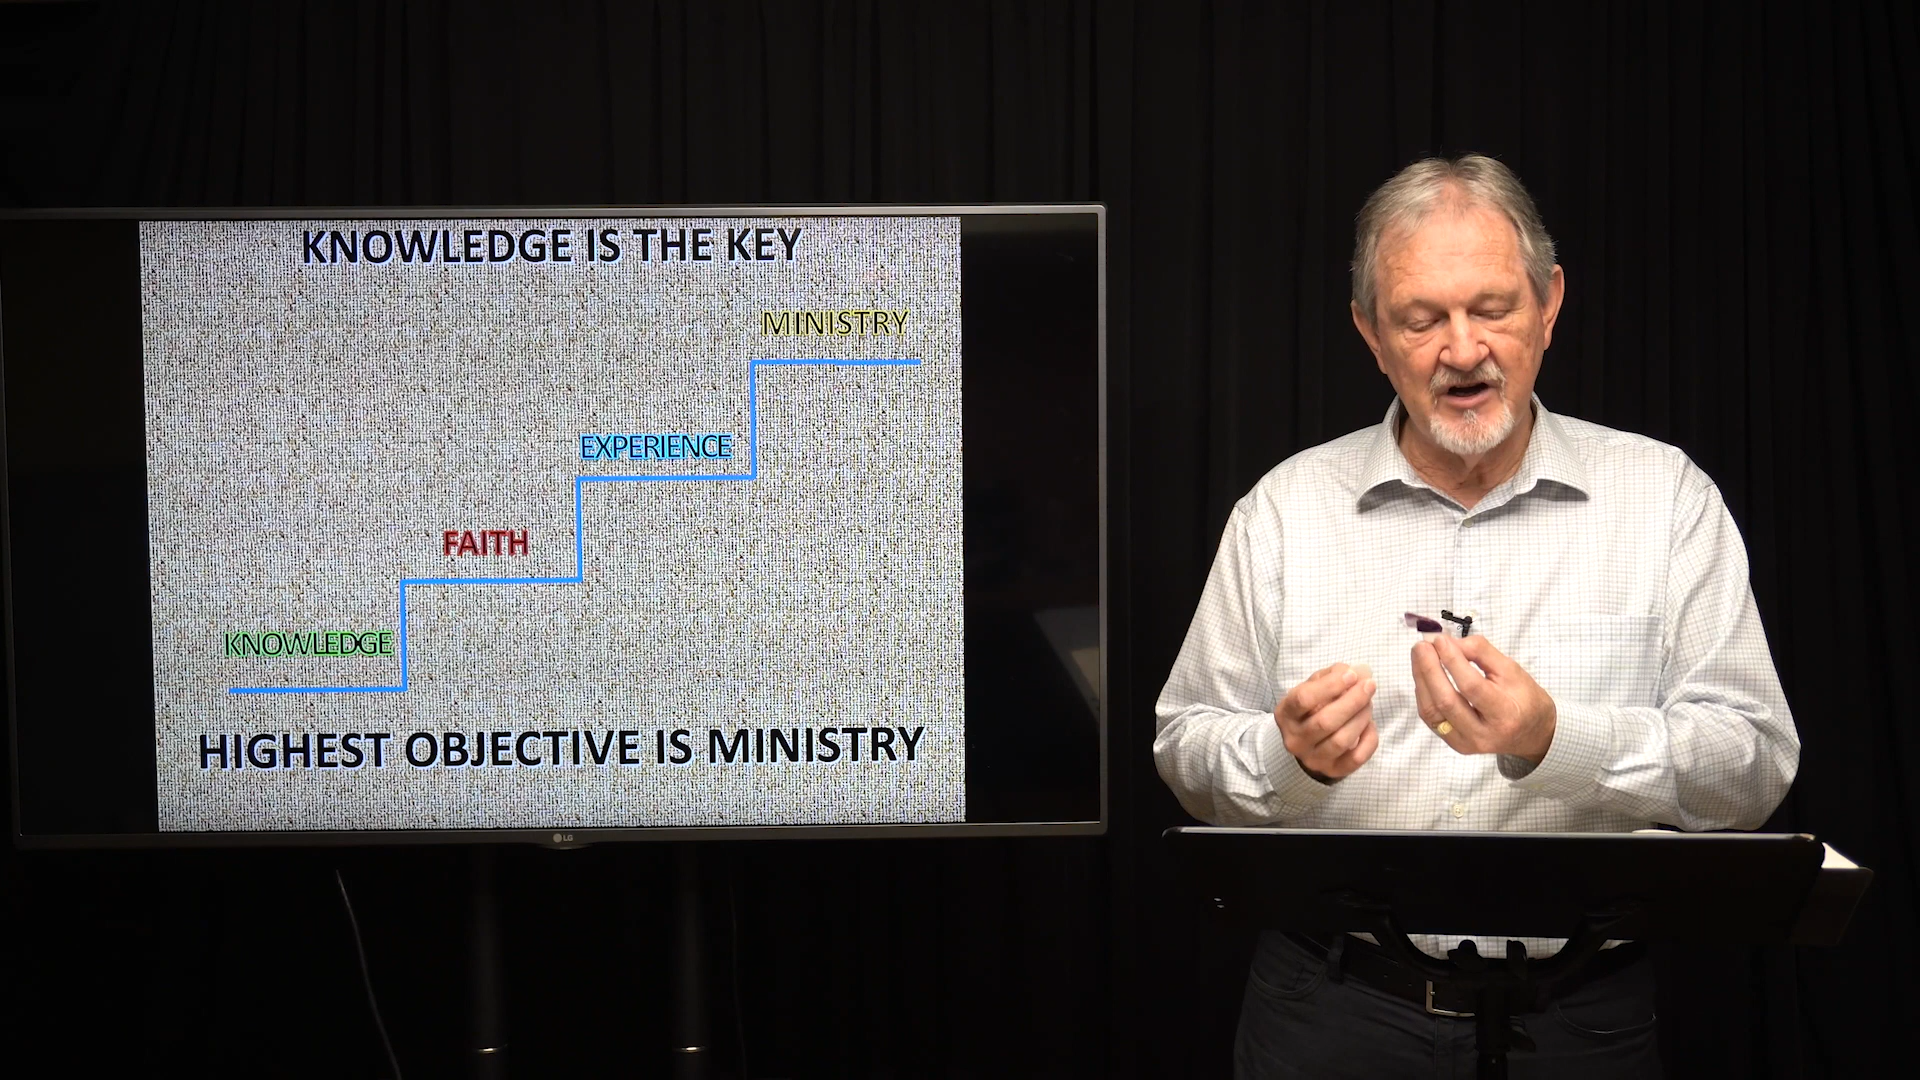 KNOWLEDGE IS THE KEY
MINISTRY
EXPERIENCE
FAITH
KNOWLEDGE
HIGHEST OBJECTIVE IS MINISTRY
LG